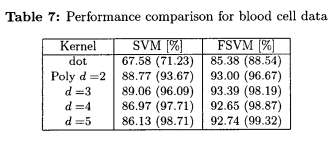 Table 7: Performance comparison for blood cell data
Kernel SVM [%] FSVM [%]
dot 67.58 (71.23) 85.38 (88.54)
Poly d =2 88.77 (93.67) 93.00 (96.67)
d =3 89.06 (96.09) 93.39 (98.19)
d =4 86.97 (97.71) 92.65 (98.87)
d =5 86.13 (98.71) 92.74 (99.32)